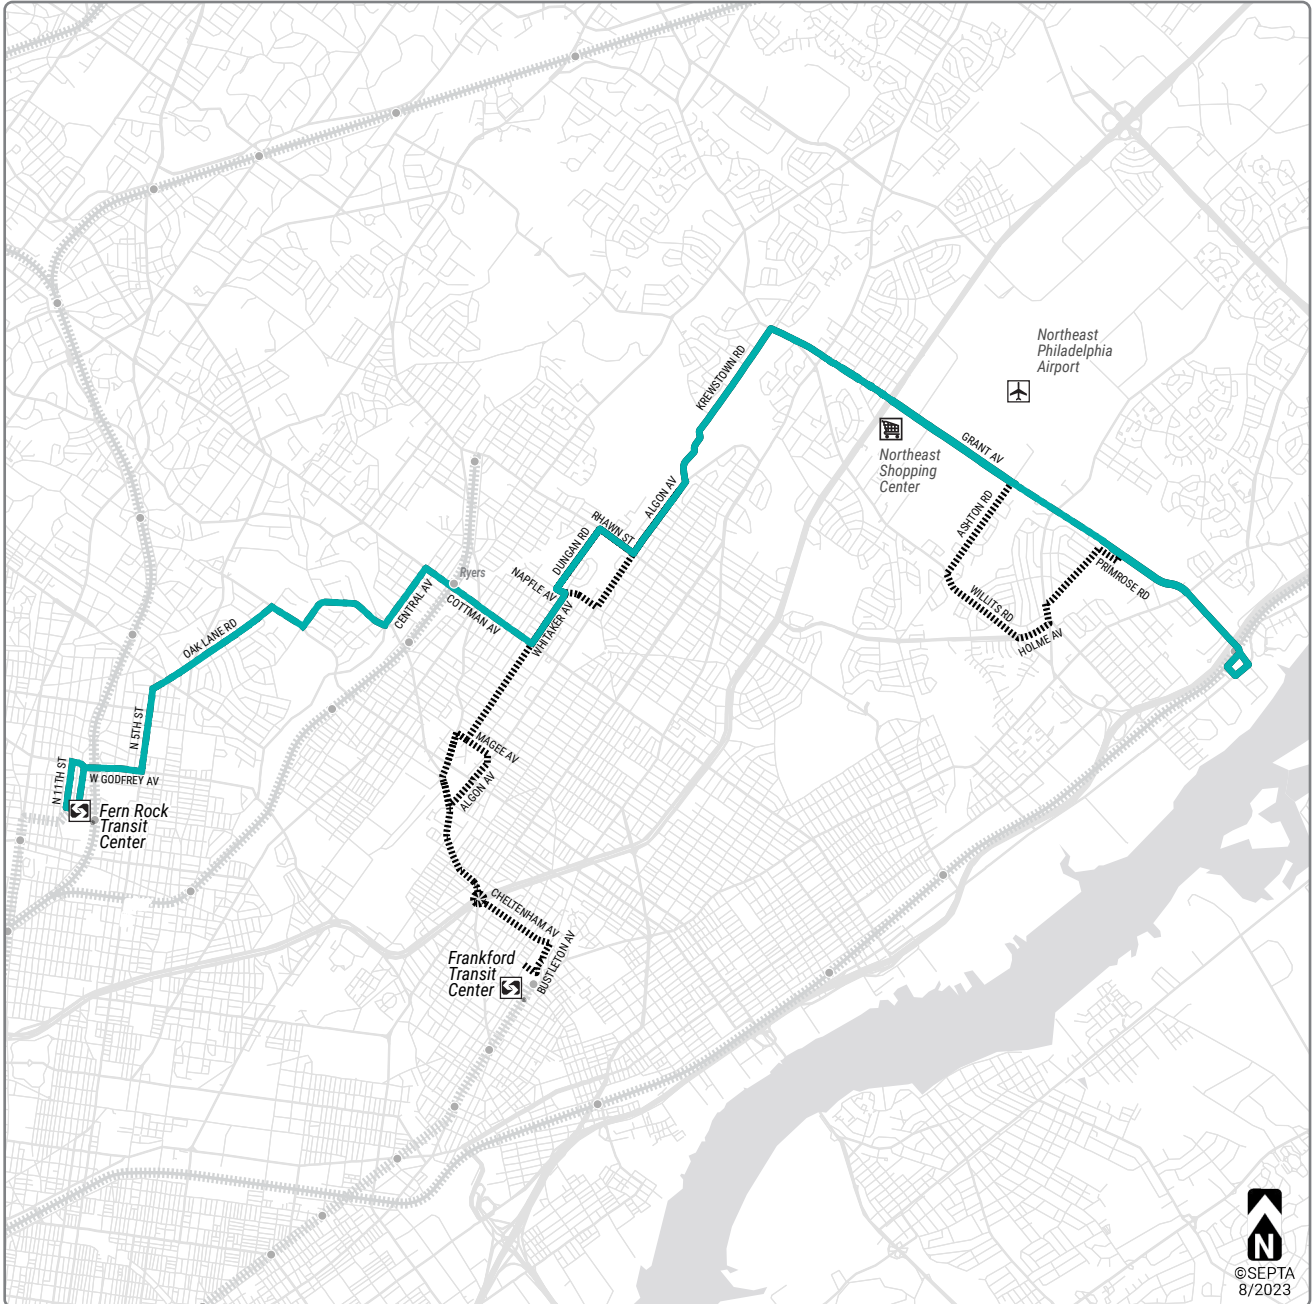 Northeast
Philadelphia
Airport
KREWSTOWN RD
GRANT AV
Northeast
Shopping
Center
ALGON AV
ASHTON RD
RHAWN ST
DUNGAN RD
NAPFLE AV
Ryers
PRIMROSE RD
WILLITS RD
HOLME AV
CENTRAL AV
COTTMAN AV
WHITAKER AV
OAK LANE RD
N 5TH ST
MAGEE AV
N 11TH ST
W GODFREY AV
ALGON AV
Fern Rock
Transit
Center
CHELTENHAM AV
BUSTLETON AV
Frankford
Transit
Center
N
©SEPTA
8/2023